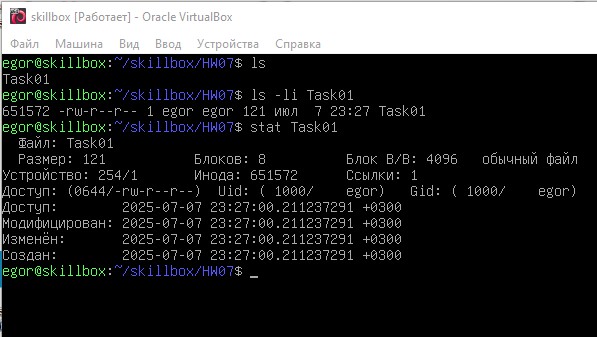 skillbox [Работает] - Oracle VirtualBox
Файл Машина Вид Ввод Устройства Справка
egor@skillbox:~/skillbox/HW07$ ls
Task01
egor@skillbox:~/skillbox/HW07$ ls -li Task01
651572 -rw-r--r-- 1 egor egor 121 июл  7 23:27 Task01
egor@skillbox:~/skillbox/HW07$ stat Task01
  Файл: Task01
  Размер: 121        Блоков: 8          Блок В/В: 4096   обычный файл
Устройство: 254/1       Инода: 651572      Ссылки: 1
Доступ: (0644/-rw-r--r--)  Uid: ( 1000/    egor)   Gid: ( 1000/    egor)
Доступ:        2025-07-07 23:27:00.211237291 +0300
Модифицирован: 2025-07-07 23:27:00.211237291 +0300
Изменён:       2025-07-07 23:27:00.211237291 +0300
Создан:        2025-07-07 23:27:00.211237291 +0300
egor@skillbox:~/skillbox/HW07$ _